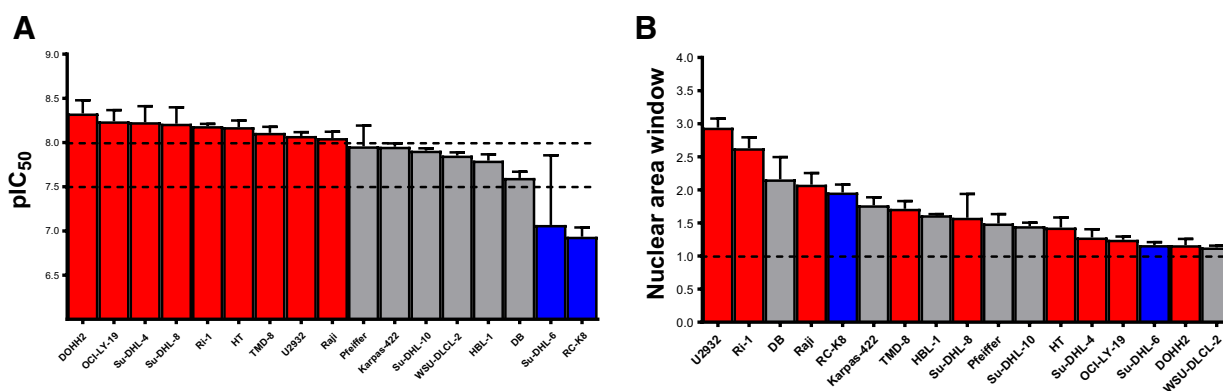 A
pIC50
9.0
8.5
8.0
7.5
7.0
6.5
DOHH2
OCI-LY-19
Su-DHL-4
Su-DHL-8
Ri-1
HT
TMD-8
U2932
Raji
Pfeiffer
Karpas-422
Su-DHL-10
WSU-DLCL-2
HBL-1
DB
Su-DHL-6
RC-K8
B
Nuclear area window
4.0
3.5
3.0
2.5
2.0
1.5
1.0
0.5
0.0
U2932
Ri-1
DB
Raji
RC-K8
Karpas-422
TMD-8
HBL-1
Su-DHL-8
Pfeiffer
Su-DHL-10
HT
Su-DHL-4
OCI-LY-19
Su-DHL-6
DOHH2
WSU-DLCL-2